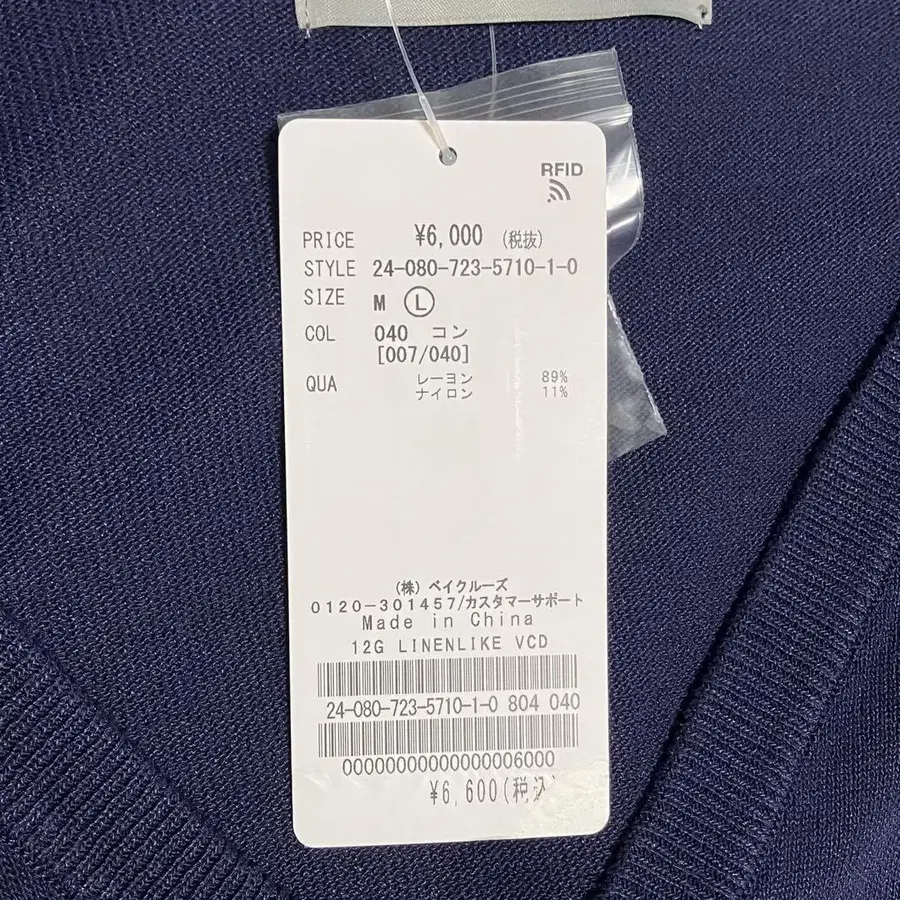 RFID
PRICE ¥6,000 (税抜)
STYLE 24-080-723-5710-1-0
SIZE M Ⓛ
COL 040 コン
[007/040]
QUA レーヨン 89%
ナイロン 11%
(株) ベイクルーズ
0120-301457/カスタマーサポート
Made in China
12G LINENLIKE VCD
24-080-723-5710-1-0 804 040
00000000000000006000
¥6,600(税込